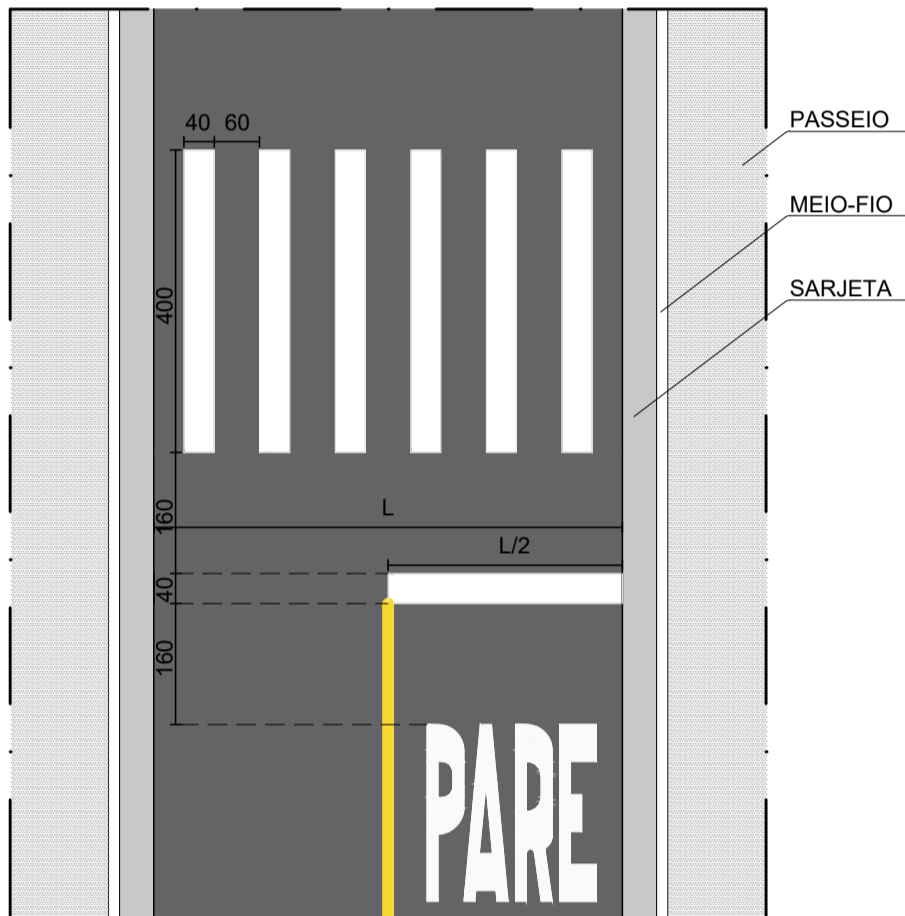 40 60
PASSEIO
MEIO-FIO
400
SARJETA
160
L
L/2
40
160
PARE